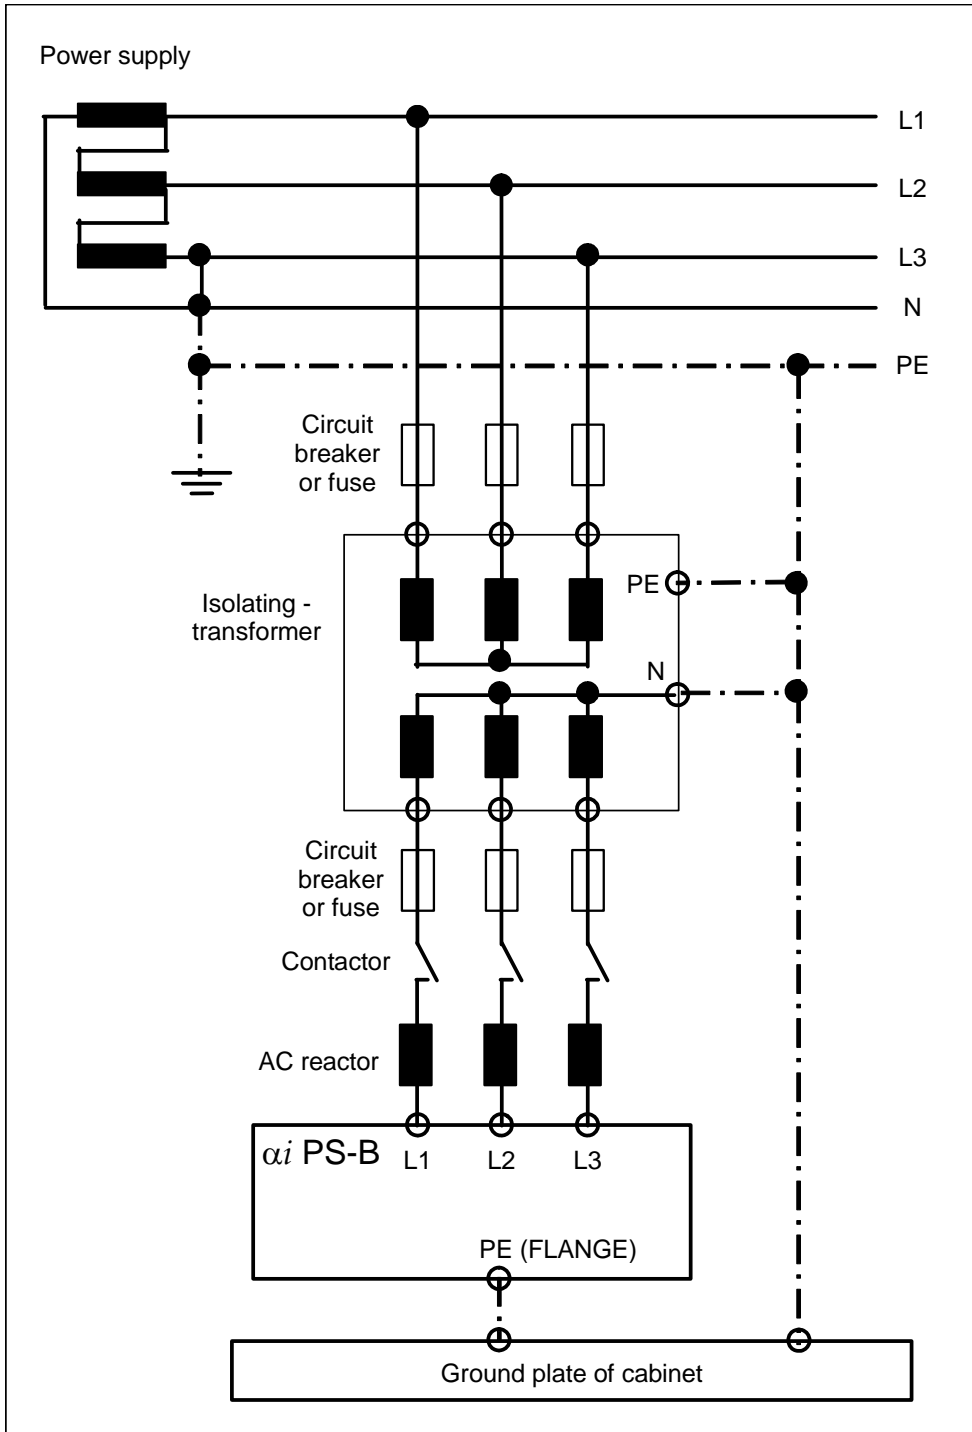 Power supply
L1
L2
L3
N
PE
Circuit
breaker
or fuse
Isolating -
transformer
PE
N
Circuit
breaker
or fuse
Contactor
AC reactor
αi PS-B
L1 L2 L3
PE (FLANGE)
Ground plate of cabinet